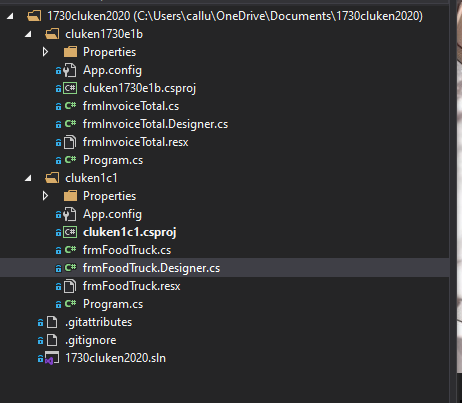 1730cluken2020 (C:\Users\callu\OneDrive\Documents\1730cluken2020)
cluken1730e1b
Properties
App.config
C# cluken1730e1b.csproj
C# frmInvoiceTotal.cs
C# frmInvoiceTotal.Designer.cs
frmInvoiceTotal.resx
C# Program.cs
cluken1c1
Properties
App.config
C# cluken1c1.csproj
C# frmFoodTruck.cs
C# frmFoodTruck.Designer.cs
frmFoodTruck.resx
C# Program.cs
.gitattributes
.gitignore
1730cluken2020.sln